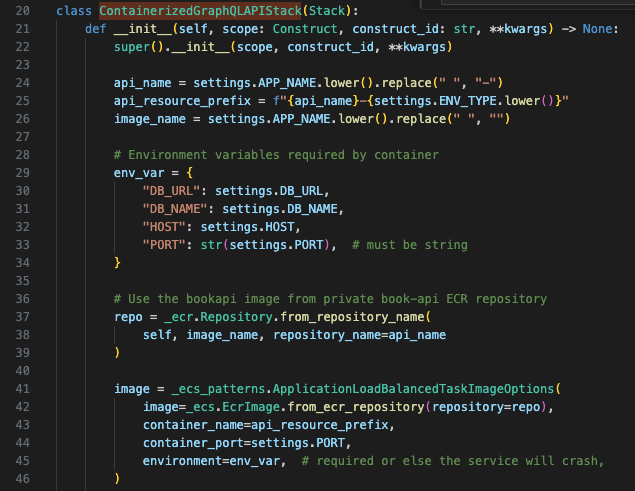 20 class ContainerizedGraphQLAPIStack(Stack):
21     def __init__(self, scope: Construct, construct_id: str, **kwargs) -> None:
22         super().__init__(scope, construct_id, **kwargs)
23
24         api_name = settings.APP_NAME.lower().replace(" ", "-")
25         api_resource_prefix = f"{api_name}-{settings.ENV_TYPE.lower()}"
26         image_name = settings.APP_NAME.lower().replace(" ", "")
27
28         # Environment variables required by container
29         env_var = {
30             "DB_URL": settings.DB_URL,
31             "DB_NAME": settings.DB_NAME,
32             "HOST": settings.HOST,
33             "PORT": str(settings.PORT),  # must be string
34         }
35
36         # Use the bookapi image from private book-api ECR repository
37         repo = _ecr.Repository.from_repository_name(
38             self, image_name, repository_name=api_name
39         )
40
41         image = _ecs_patterns.ApplicationLoadBalancedTaskImageOptions(
42             image=_ecs.EcrImage.from_ecr_repository(repository=repo),
43             container_name=api_resource_prefix,
44             container_port=settings.PORT,
45             environment=env_var,  # required or else the service will crash,
46         )